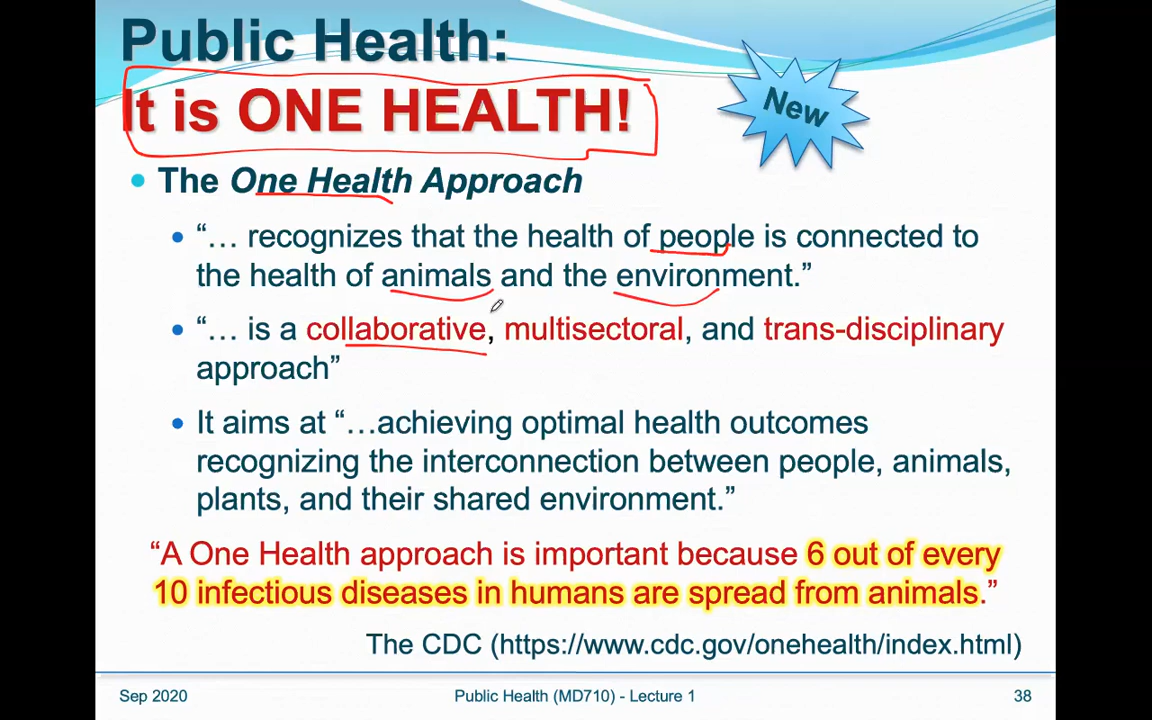 Public Health:
It is ONE HEALTH!
New
• The One Health Approach
• “… recognizes that the health of people is connected to
the health of animals and the environment.”
• “… is a collaborative, multisectoral, and trans-disciplinary
approach”
• It aims at “…achieving optimal health outcomes
recognizing the interconnection between people, animals,
plants, and their shared environment.”
“A One Health approach is important because 6 out of every
10 infectious diseases in humans are spread from animals.”
The CDC (https://www.cdc.gov/onehealth/index.html)
Sep 2020 Public Health (MD710) - Lecture 1 38